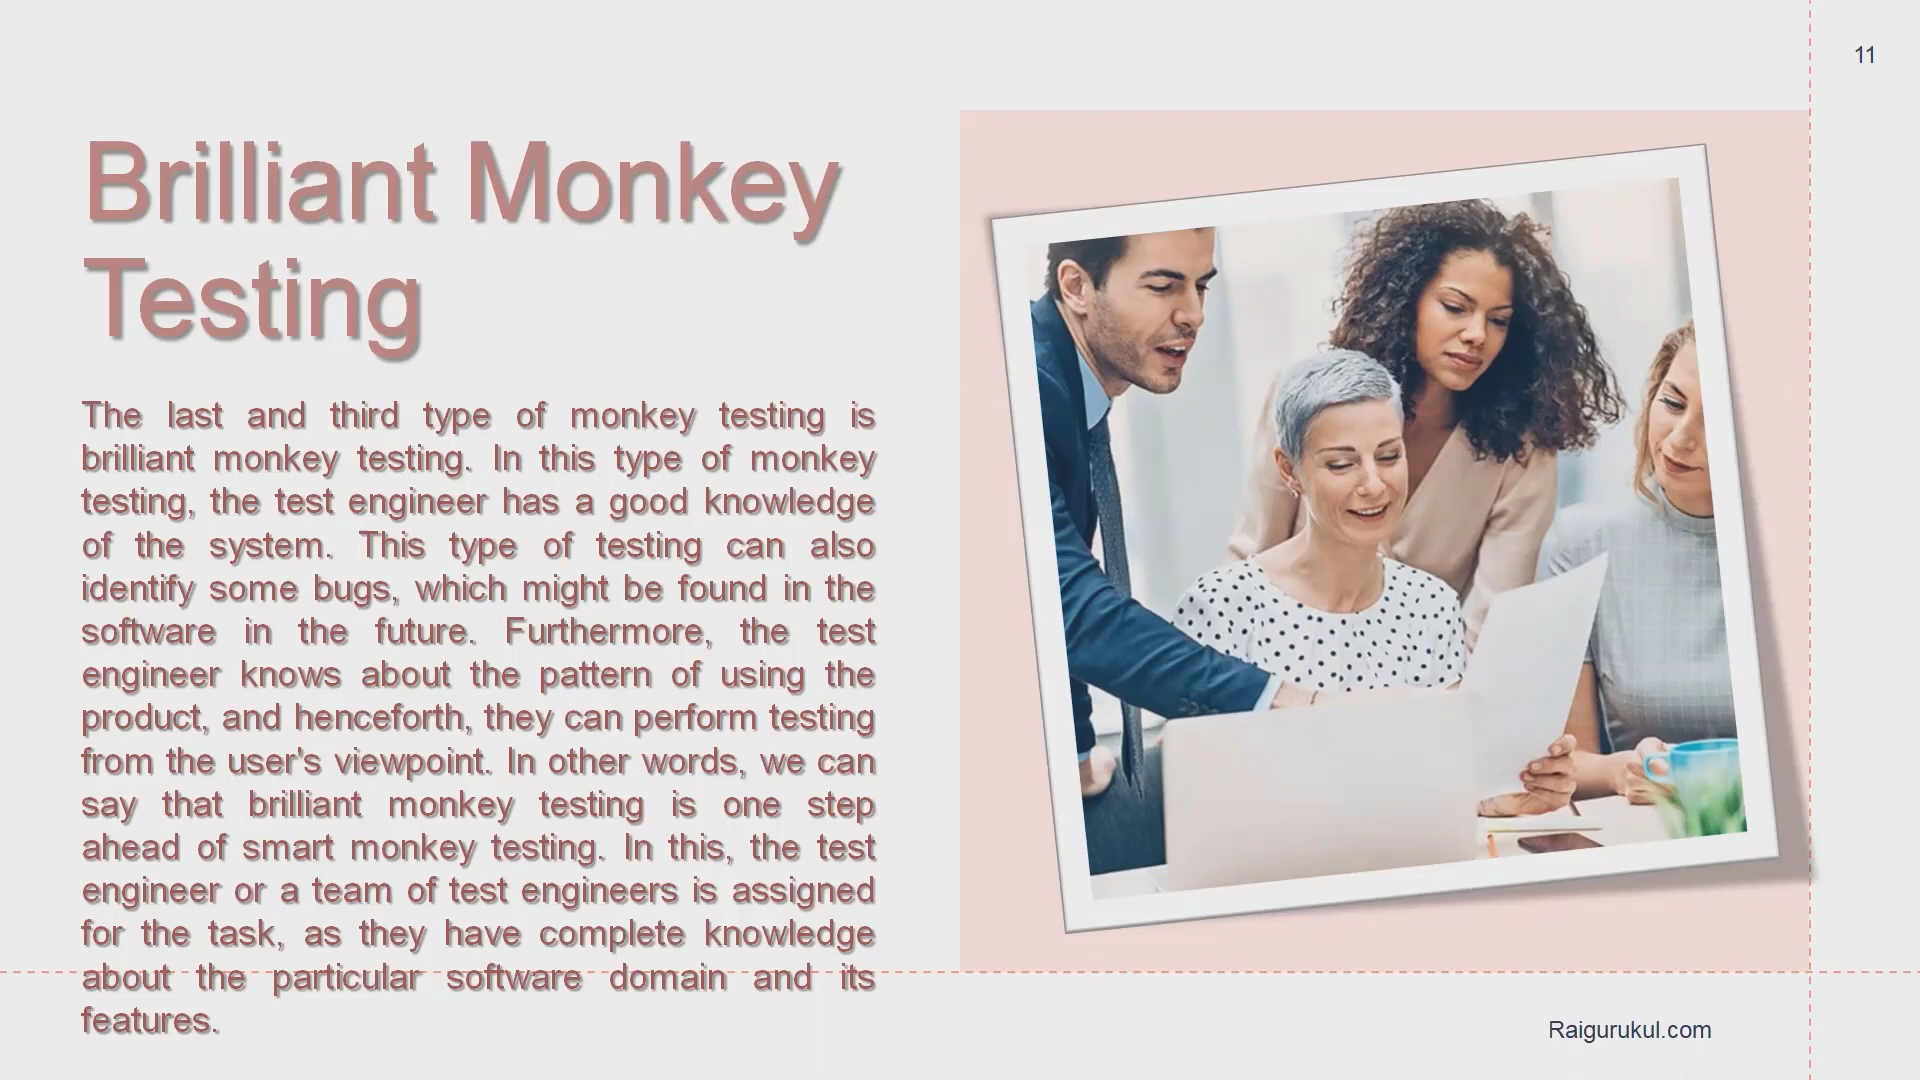 11
Brilliant Monkey
Testing
The last and third type of monkey testing is
brilliant monkey testing. In this type of monkey
testing, the test engineer has a good knowledge
of the system. This type of testing can also
identify some bugs, which might be found in the
software in the future. Furthermore, the test
engineer knows about the pattern of using the
product, and henceforth, they can perform testing
from the user's viewpoint. In other words, we can
say that brilliant monkey testing is one step
ahead of smart monkey testing. In this, the test
engineer or a team of test engineers is assigned
for the task, as they have complete knowledge
about the particular software domain and its
features.
Raigurukul.com